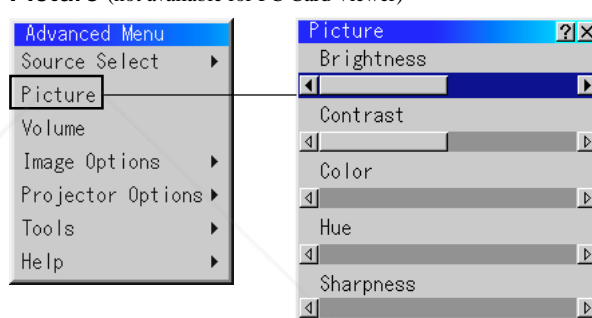 Picture (not available for PC Card Viewer)
Advanced Menu
Source Select
Picture
Volume
Image Options
Projector Options
Tools
Help
Picture
Brightness
Contrast
Color
Hue
Sharpness